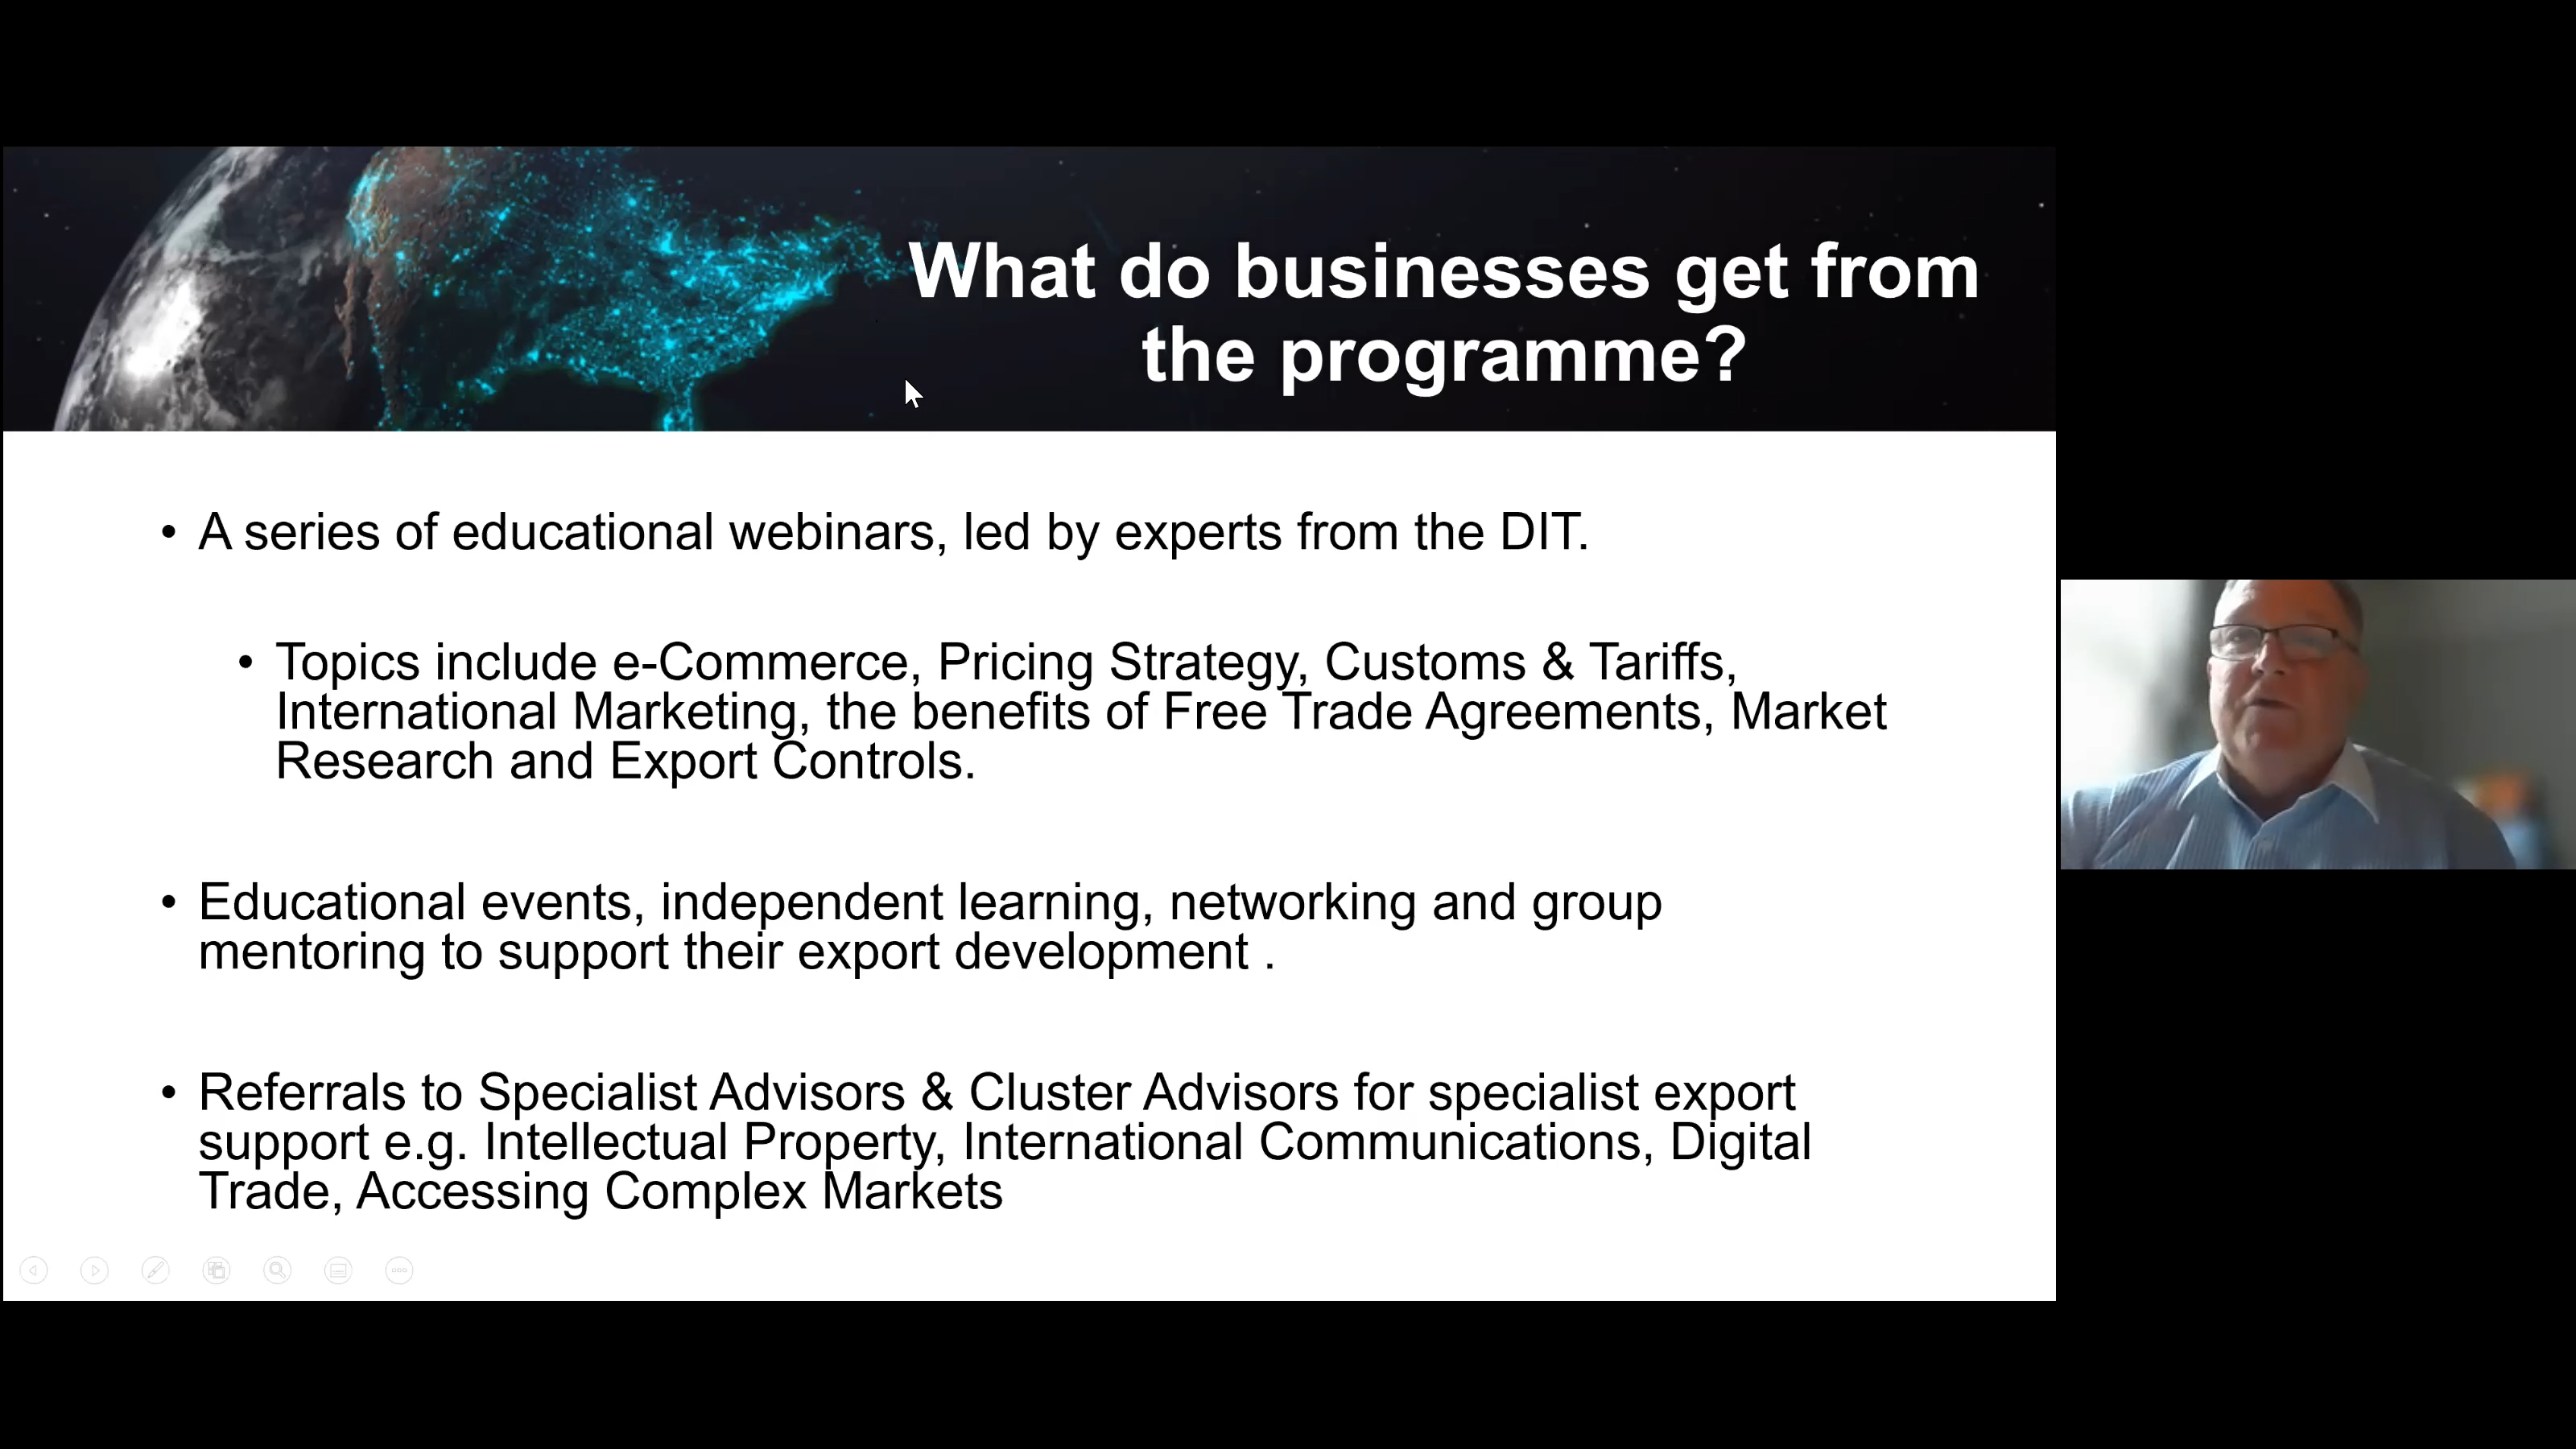 What do businesses get from
the programme?
• A series of educational webinars, led by experts from the DIT.
• Topics include e-Commerce, Pricing Strategy, Customs & Tariffs,
International Marketing, the benefits of Free Trade Agreements, Market
Research and Export Controls.
• Educational events, independent learning, networking and group
mentoring to support their export development .
• Referrals to Specialist Advisors & Cluster Advisors for specialist export
support e.g. Intellectual Property, International Communications, Digital
Trade, Accessing Complex Markets